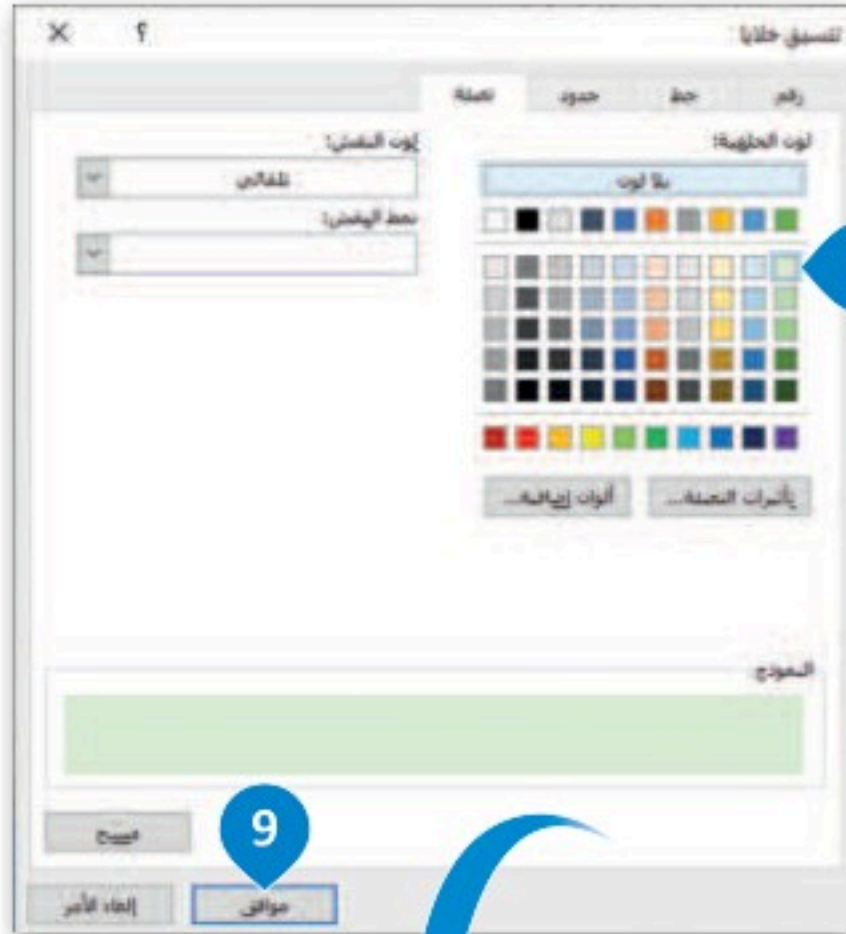 تنسيق خلايا
؟
×
رقم
خط
حدود
تعبئة
لون الخلفية:
بلا لون
لون النقش:
تلقائي
نمط النقش:
تأثيرات التعبئة...
ألوان إضافية...
النموذج
مسح
9
موافق
إلغاء الأمر